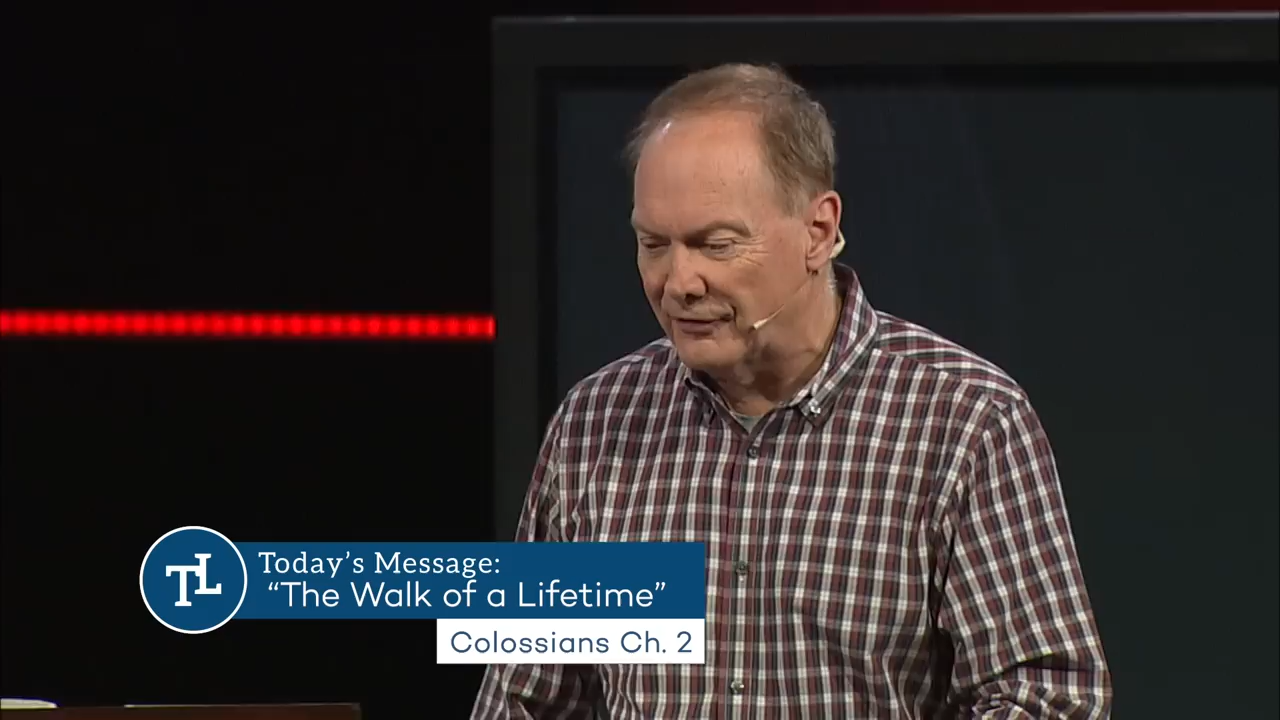 TL
Today's Message:
“The Walk of a Lifetime”
Colossians Ch. 2